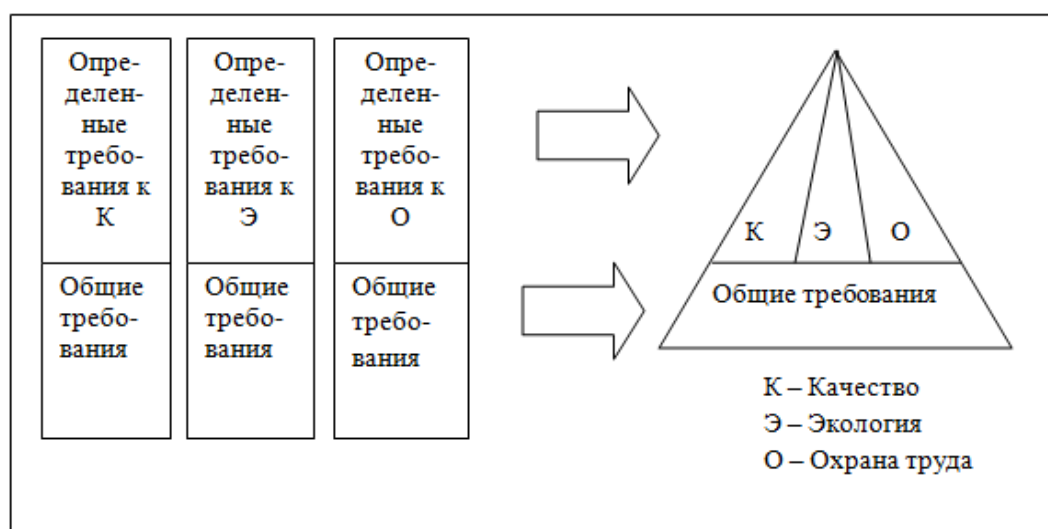 Опре-
делен-
ные
требо-
вания к
К
Опре-
делен-
ные
требо-
вания к
Э
Опре-
делен-
ные
требо-
вания к
О
Общие
требо-
вания
Общие
требо-
вания
Общие
требо-
вания
К
Э
О
Общие требования
К – Качество
Э – Экология
О – Охрана труда